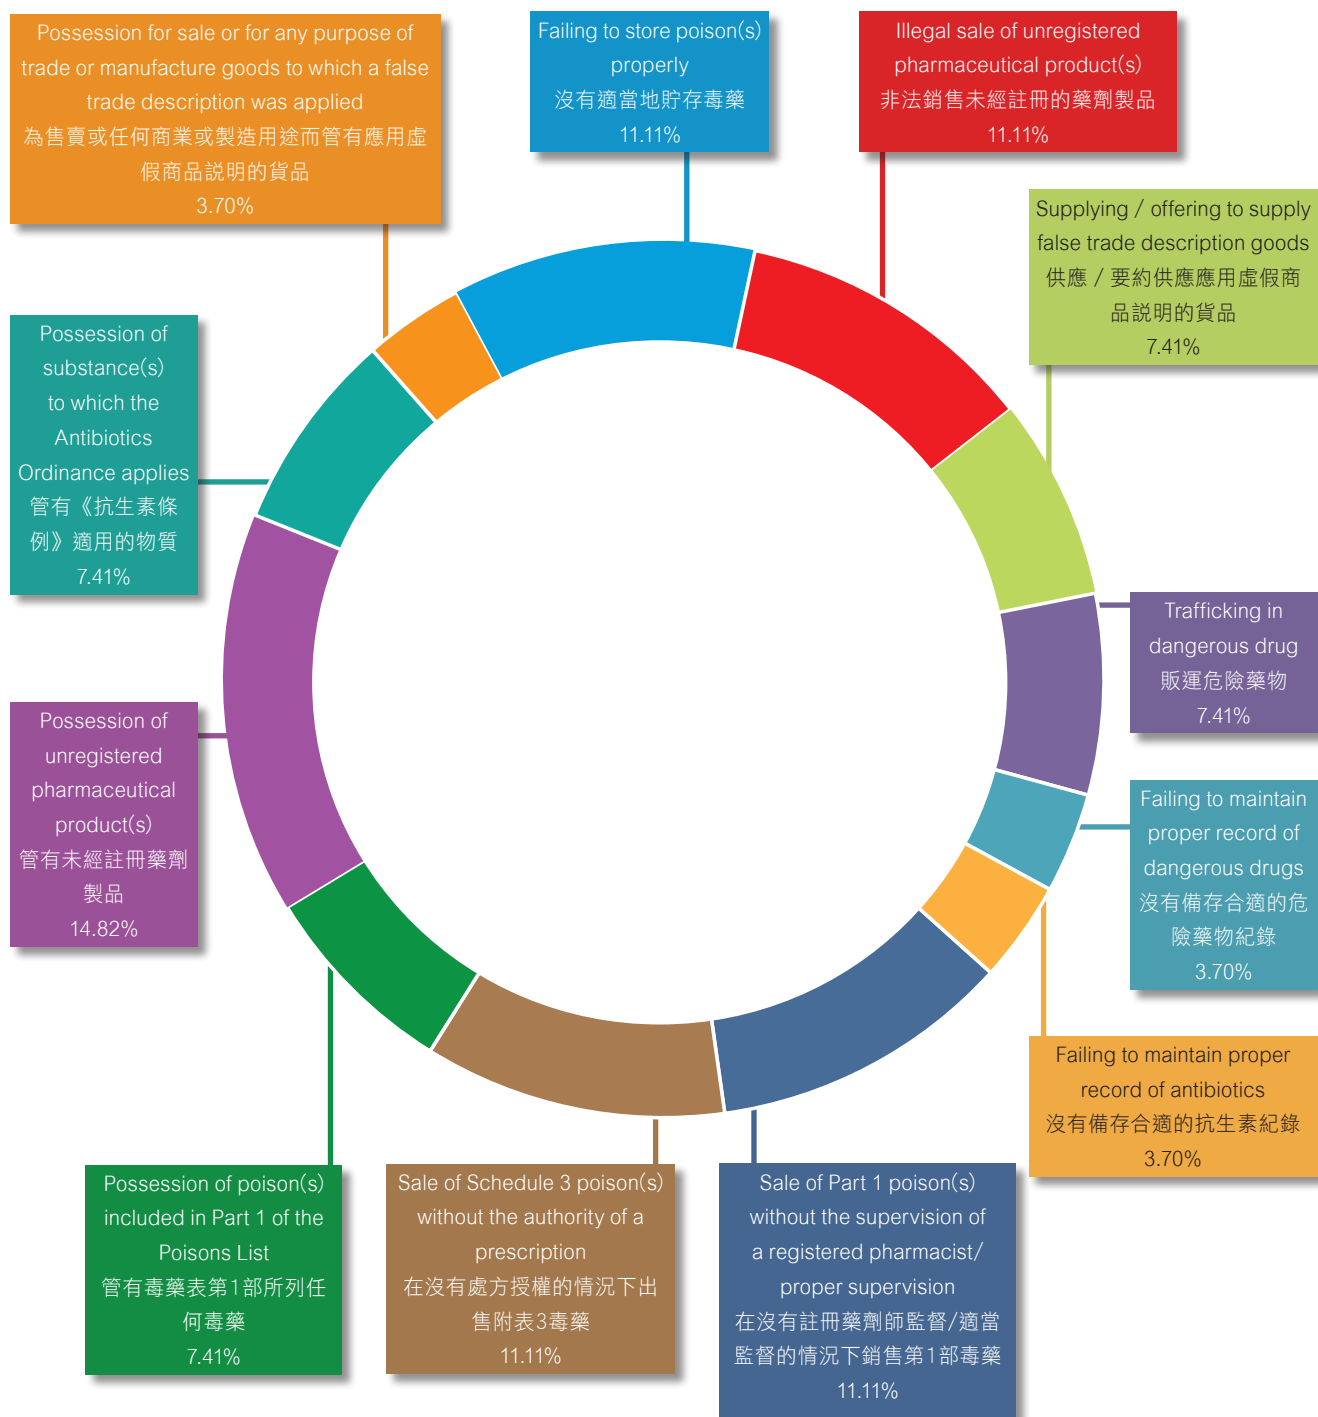 Possession for sale or for any purpose of
trade or manufacture goods to which a false
trade description was applied
為售賣或任何商業或製造用途而管有應用虛
假商品説明的貨品
3.70%
Failing to store poison(s)
properly
沒有適當地貯存毒藥
11.11%
Illegal sale of unregistered
pharmaceutical product(s)
非法銷售未經註冊的藥劑製品
11.11%
Supplying / offering to supply
false trade description goods
供應 / 要約供應應用虛假商
品説明的貨品
7.41%
Possession of
substance(s)
to which the
Antibiotics
Ordinance applies
管有《抗生素條
例》適用的物質
7.41%
Trafficking in
dangerous drug
販運危險藥物
7.41%
Possession of
unregistered
pharmaceutical
product(s)
管有未經註冊藥劑
製品
14.82%
Failing to maintain
proper record of
dangerous drugs
沒有備存合適的危
險藥物紀錄
3.70%
Failing to maintain proper
record of antibiotics
沒有備存合適的抗生素紀錄
3.70%
Possession of poison(s)
included in Part 1 of the
Poisons List
管有毒藥表第1部所列任
何毒藥
7.41%
Sale of Schedule 3 poison(s)
without the authority of a
prescription
在沒有處方授權的情況下出
售附表3毒藥
11.11%
Sale of Part 1 poison(s)
without the supervision of
a registered pharmacist/
proper supervision
在沒有註冊藥劑師監督/適當
監督的情況下銷售第1部毒藥
11.11%